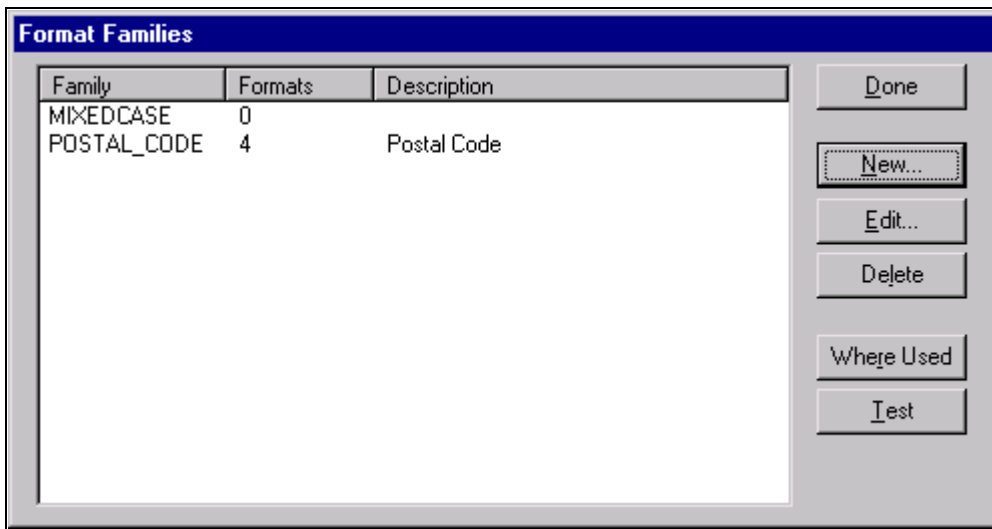 Format Families
Family Formats Description
MIXEDCASE 0
POSTAL_CODE 4 Postal Code
Done
New...
Edit...
Delete
Where Used
Test